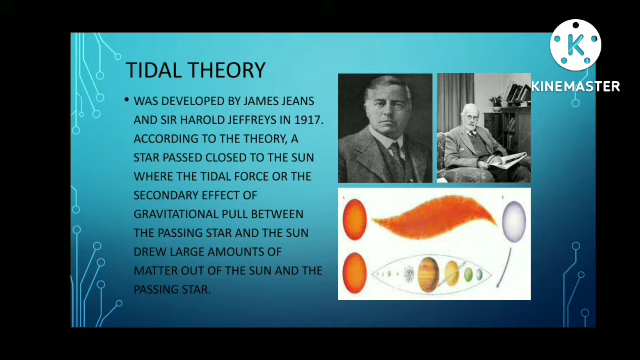 TIDAL THEORY
• WAS DEVELOPED BY JAMES JEANS
AND SIR HAROLD JEFFREYS IN 1917.
ACCORDING TO THE THEORY, A
STAR PASSED CLOSED TO THE SUN
WHERE THE TIDAL FORCE OR THE
SECONDARY EFFECT OF
GRAVITATIONAL PULL BETWEEN
THE PASSING STAR AND THE SUN
DREW LARGE AMOUNTS OF
MATTER OUT OF THE SUN AND THE
PASSING STAR.
K
KINEMASTER